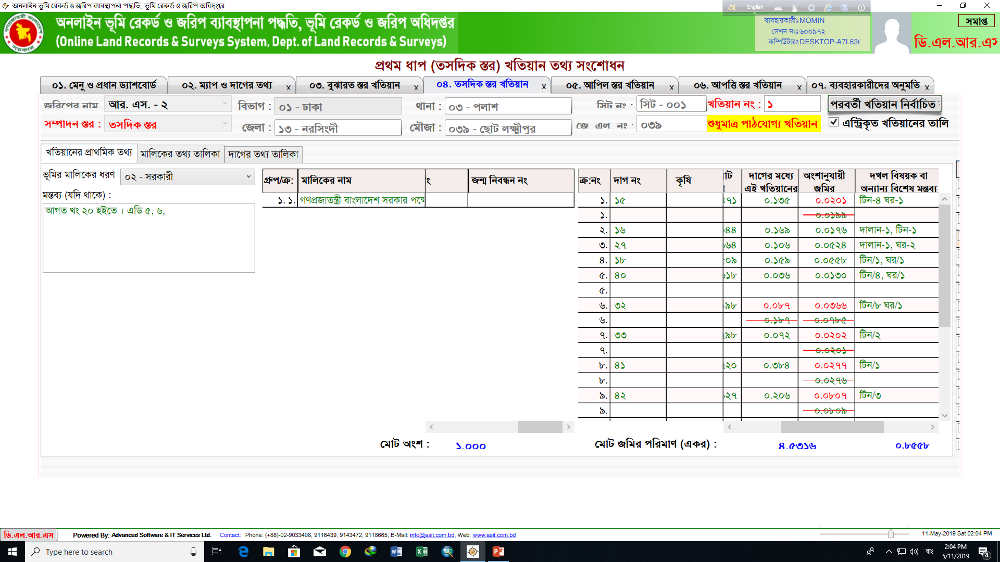 অনলাইন ভূমি রেকর্ড ও জরিপ ব্যাবস্থাপনা পদ্ধতি, ভূমি রেকর্ড ও জরিপ অধিদপ্তর
English
অনলাইন ভূমি রেকর্ড ও জরিপ ব্যাবস্থাপনা পদ্ধতি, ভূমি রেকর্ড ও জরিপ অধিদপ্তর
(Online Land Records & Surveys System, Dept. of Land Records & Surveys)
ব্যবহারকারীঃ MOMIN
সেশন নংঃ ৬০০৯৭২
কম্পিউটারঃ DESKTOP-A7L63
সমাপ্ত
ডি.এল.আর.এস
প্রথম ধাপ (তসদিক স্তর) খতিয়ান তথ্য সংশোধন
০১. মেনু ও প্রধান ড্যাশবোর্ড ০২. ম্যাপ ও দাগের তথ্য x ০৩. বুঝারত স্তর খতিয়ান x ০৪. তসদিক স্তর খতিয়ান x ০৫. আপিল স্তর খতিয়ান x ০৬. আপত্তি স্তর খতিয়ান x ০৭. ব্যবহারকারীদের অনুমতি x
জরিপের নাম আর. এস. - ২ বিভাগ : ০১ - ঢাকা থানা : ০৩ - পলাশ সিট নং : সিট - ০০১ খতিয়ান নং : ১ পরবর্তী খতিয়ান নির্বাচিত
সম্পাদন স্তর : তসদিক স্তর জেলা : ১৩ - নরসিংদী মৌজা : ০৩৯ - ছোট লক্ষ্মীপুর জে এল নং : ০৩৯ শুধুমাত্র পাঠযোগ্য খতিয়ান এন্ট্রিকৃত খতিয়ানের তালি
খতিয়ানের প্রাথমিক তথ্য মালিকের তথ্য তালিকা দাগের তথ্য তালিকা
ভূমির মালিকের ধরণ ০২ - সরকারী
মন্তব্য (যদি থাকে) :
আগত খং ২০ হইতে । এডি ৫, ৬,
গ্রুপ/ক্র: মালিকের নাম ং জন্ম নিবন্ধন নং
১. ১. গণপ্রজাতন্ত্রী বাংলাদেশ সরকার পক্ষে
ক্র:নং দাগ নং কৃষি াট দাগের মধ্যে এই খতিয়ানের অংশানুযায়ী জমির দখল বিষয়ক বা অন্যান্য বিশেষ মন্তব্য
১. ১৫ ৭১ ০.১৩৫ ০.০২০১ টিন-৪ ঘর-১
১. ০.০১৯৯
২. ১৬ ৪৪ ০.১৬৯ ০.০১৭৬ দালান-১, টিন-১
৩. ২৭ ৬৪ ০.১০৬ ০.০৫২৪ দালান-১, ঘর-২
৪. ১৮ ০৯ ০.১৫৯ ০.০৫৫৮ টিন/১, ঘর/১
৫. ৪০ ১৮ ০.০৩৬ ০.০১৩০ টিন/৪, ঘর/১
৫.
৬. ৩২ ৯৮ ০.০৮৭ ০.০৩৬৬ টিন/৮ ঘর/১
৬. ০.১৮৭ ০.০৭৮৫
৭. ৩৩ ৯৮ ০.০৭২ ০.০২০২ টিন/২
৭. ০.০২০১
৮. ৪১ ২০ ০.৩৮৪ ০.০২৭৭ টিন/১
৮. ০.০২৭৬
৯. ৪২ ২৭ ০.২০৬ ০.০৮০৭ টিন/৩
৯. ০.০৮০৯
মোট অংশ : ১.০০০ মোট জমির পরিমাণ (একর) : ৪.৫৩১৬ ০.৮৫৫৮
ডি.এল.আর.এস Powered By: Advanced Software & IT Services Ltd. Contact: Phone: (+88)-02-9033408, 9116439, 9143472, 9118665, E-Mail: info@asit.com.bd, Web: www.asit.com.bd 11-May-2019 Sat 02:04 PM
Type here to search
বাং
2:04 PM
5/11/2019
4